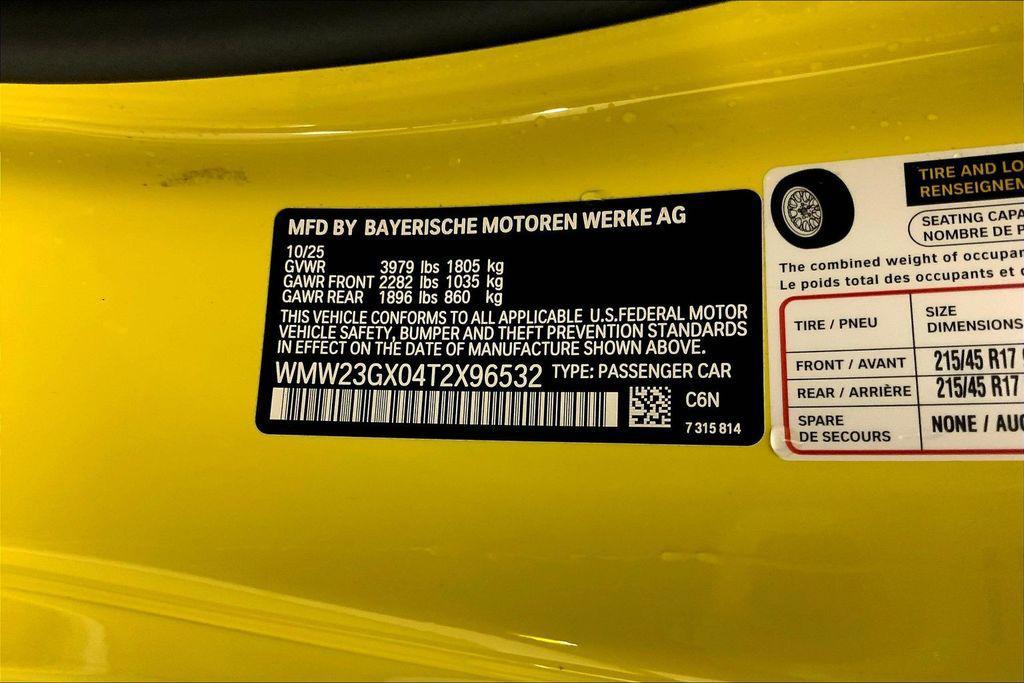 MFD BY BAYERISCHE MOTOREN WERKE AG
10/25
GVWR 3979 lbs 1805 kg
GAWR FRONT 2282 lbs 1035 kg
GAWR REAR 1896 lbs 860 kg
THIS VEHICLE CONFORMS TO ALL APPLICABLE U.S.FEDERAL MOTOR
VEHICLE SAFETY, BUMPER AND THEFT PREVENTION STANDARDS
IN EFFECT ON THE DATE OF MANUFACTURE SHOWN ABOVE.
WMW23GX04T2X96532 TYPE: PASSENGER CAR
C6N
7 315 814
TIRE AND LO
RENSEIGNEM
SEATING CAPA
NOMBRE DE P
The combined weight of occupan
Le poids total des occupants et d
TIRE / PNEU
SIZE
DIMENSIONS
FRONT / AVANT 215/45 R17
REAR / ARRIÈRE 215/45 R17
SPARE
DE SECOURS
NONE / AUC